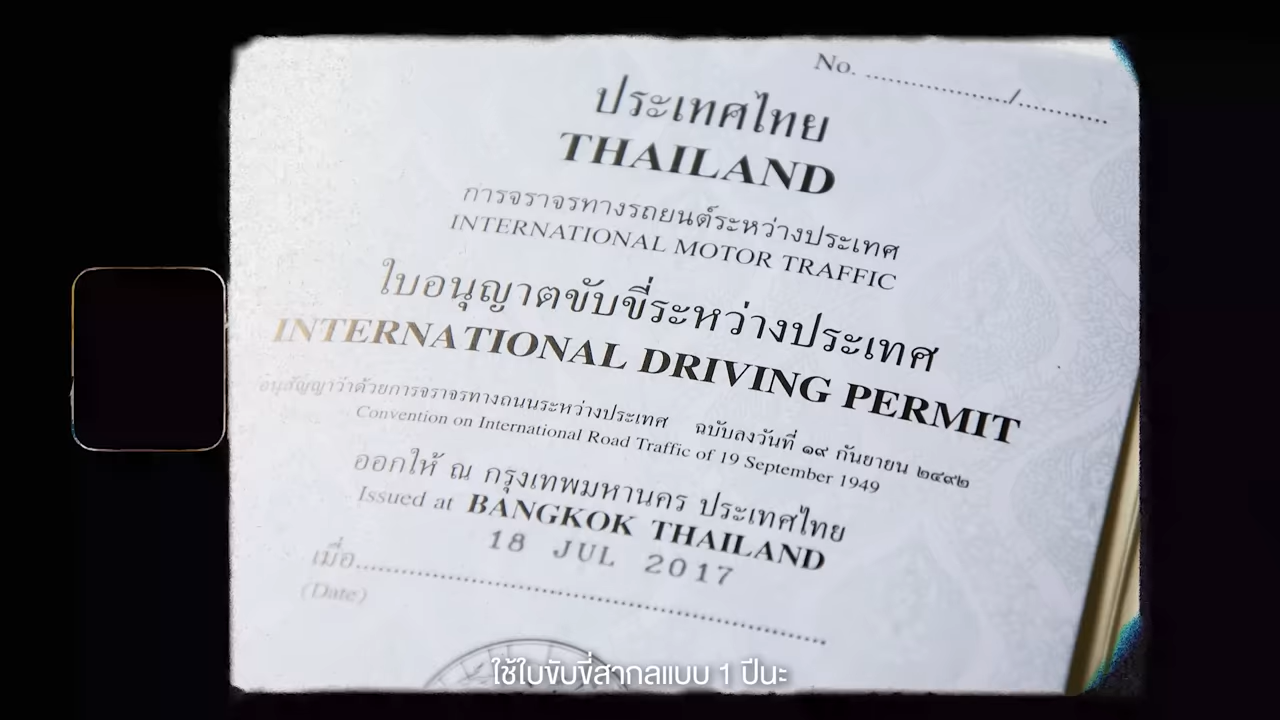 No. ..................../............
ประเทศไทย
THAILAND
การจราจรทางรถยนต์ระหว่างประเทศ
INTERNATIONAL MOTOR TRAFFIC
ใบอนุญาตขับขี่ระหว่างประเทศ
INTERNATIONAL DRIVING PERMIT
อนุสัญญาว่าด้วยการจราจรทางถนนระหว่างประเทศ ฉบับลงวันที่ ๑๙ กันยายน ๒๔๙๒
Convention on International Road Traffic of 19 September 1949
ออกให้ ณ กรุงเทพมหานคร ประเทศไทย
Issued at BANGKOK THAILAND
18 JUL 2017
เมื่อ............................................................
(Date)
ใช้ใบขับขี่สากลแบบ 1 ปีนะ